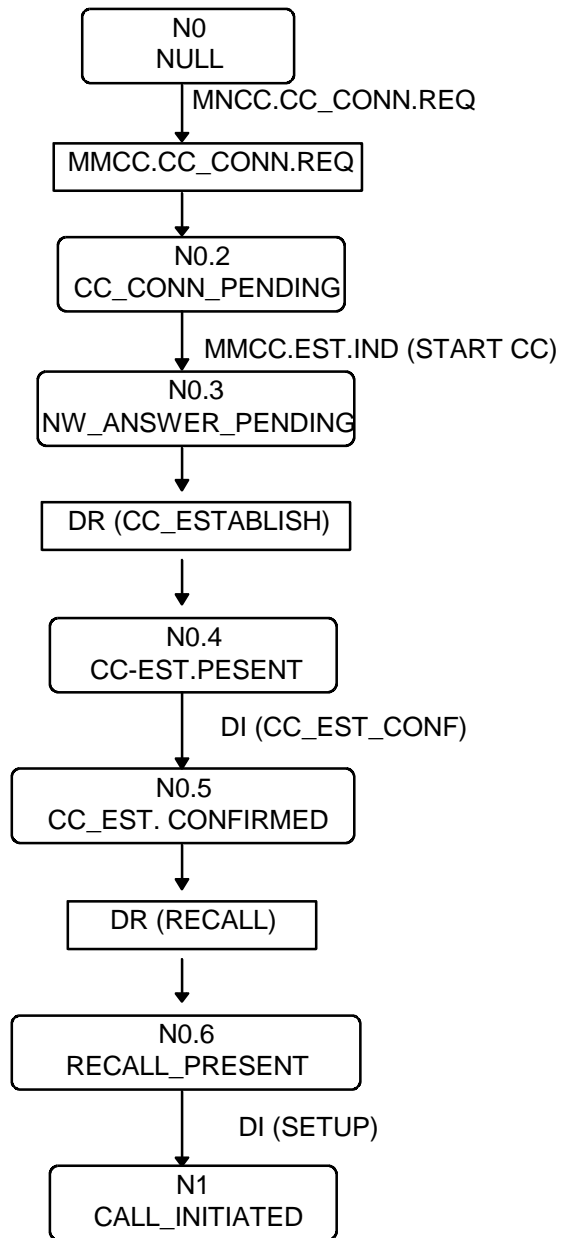 N0
NULL
MNCC.CC_CONN.REQ
MMCC.CC_CONN.REQ
N0.2
CC_CONN_PENDING
MMCC.EST.IND (START CC)
N0.3
NW_ANSWER_PENDING
DR (CC_ESTABLISH)
N0.4
CC-EST.PESENT
DI (CC_EST_CONF)
N0.5
CC_EST. CONFIRMED
DR (RECALL)
N0.6
RECALL_PRESENT
DI (SETUP)
N1
CALL_INITIATED